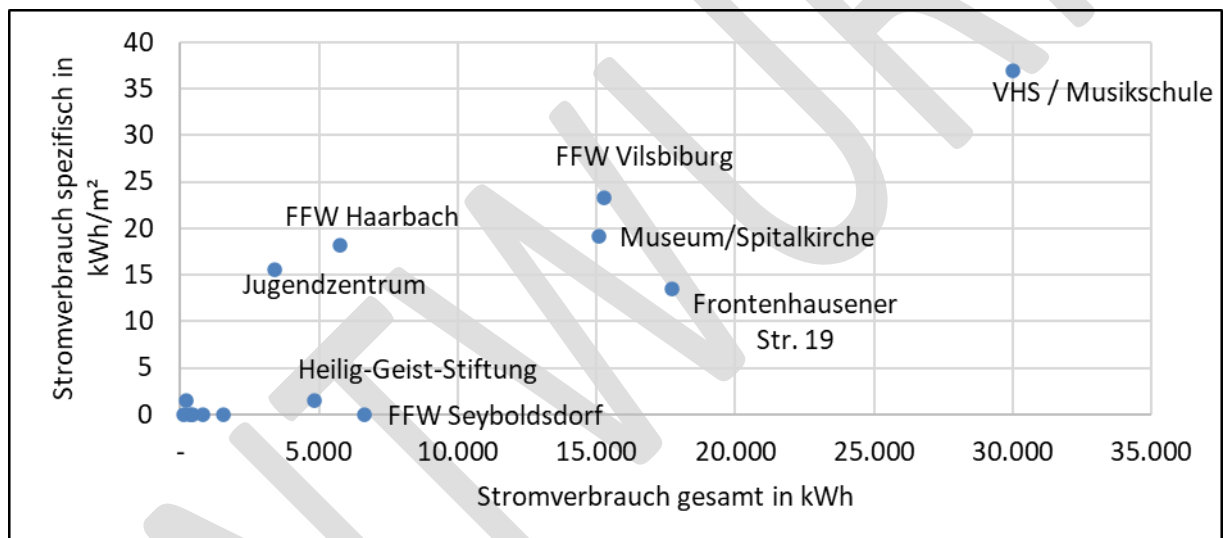 Stromverbrauch spezifisch in
kWh/m²
40
35
30
25
20
15
10
5
0
VHS / Musikschule
FFW Vilsbiburg
FFW Haarbach
Museum/Spitalkirche
Jugendzentrum
Frontenhausener
Str. 19
Heilig-Geist-Stiftung
FFW Seyboldsdorf
-
5.000
10.000
15.000
20.000
25.000
30.000
35.000
Stromverbrauch gesamt in kWh
NTWUR